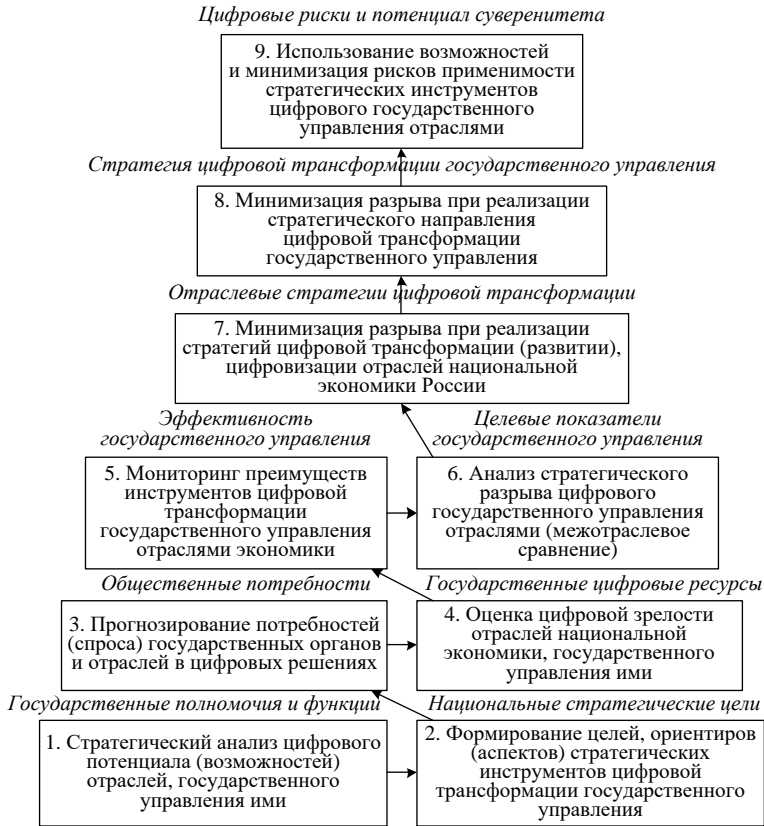 Цифровые риски и потенциал суверенитета
9. Использование возможностей
и минимизация рисков применимости
стратегических инструментов
цифрового государственного
управления отраслями
Стратегия цифровой трансформации государственного управления
8. Минимизация разрыва при реализации
стратегического направления
цифровой трансформации
государственного управления
Отраслевые стратегии цифровой трансформации
7. Минимизация разрыва при реализации
стратегий цифровой трансформации (развитии),
цифровизации отраслей национальной
экономики России
Эффективность
государственного управления
Целевые показатели
государственного управления
5. Мониторинг преимуществ
инструментов цифровой
трансформации
государственного управления
отраслями экономики
6. Анализ стратегического
разрыва цифрового
государственного управления
отраслями (межотраслевое
сравнение)
Общественные потребности
Государственные цифровые ресурсы
3. Прогнозирование потребностей
(спроса) государственных органов
и отраслей в цифровых решениях
4. Оценка цифровой зрелости
отраслей национальной
экономики, государственного
управления ими
Государственные полномочия и функции
Национальные стратегические цели
1. Стратегический анализ цифрового
потенциала (возможностей)
отраслей, государственного
управления ими
2. Формирование целей, ориентиров
(аспектов) стратегических
инструментов цифровой
трансформации государственного
управления